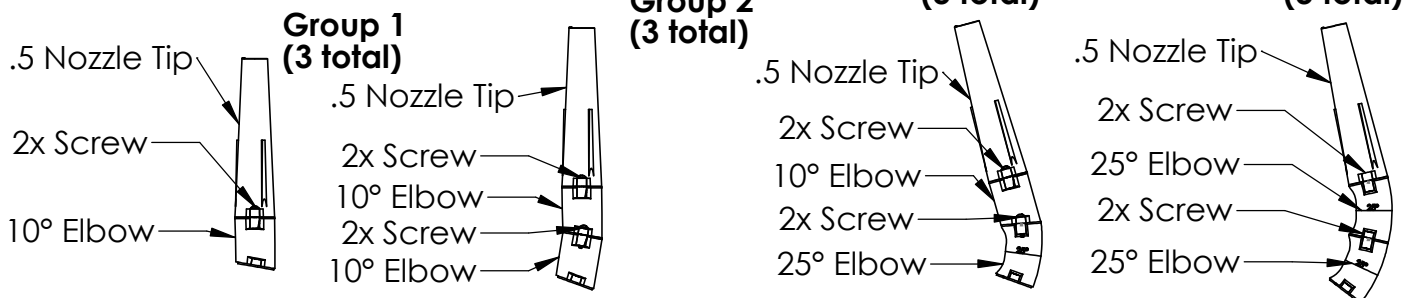 Group 1
(3 total)
.5 Nozzle Tip
2x Screw
10° Elbow
Group 2
(3 total)
.5 Nozzle Tip
2x Screw
10° Elbow
2x Screw
10° Elbow
(3 total)
.5 Nozzle Tip
2x Screw
10° Elbow
2x Screw
25° Elbow
.5 Nozzle Tip
2x Screw
25° Elbow
2x Screw
25° Elbow